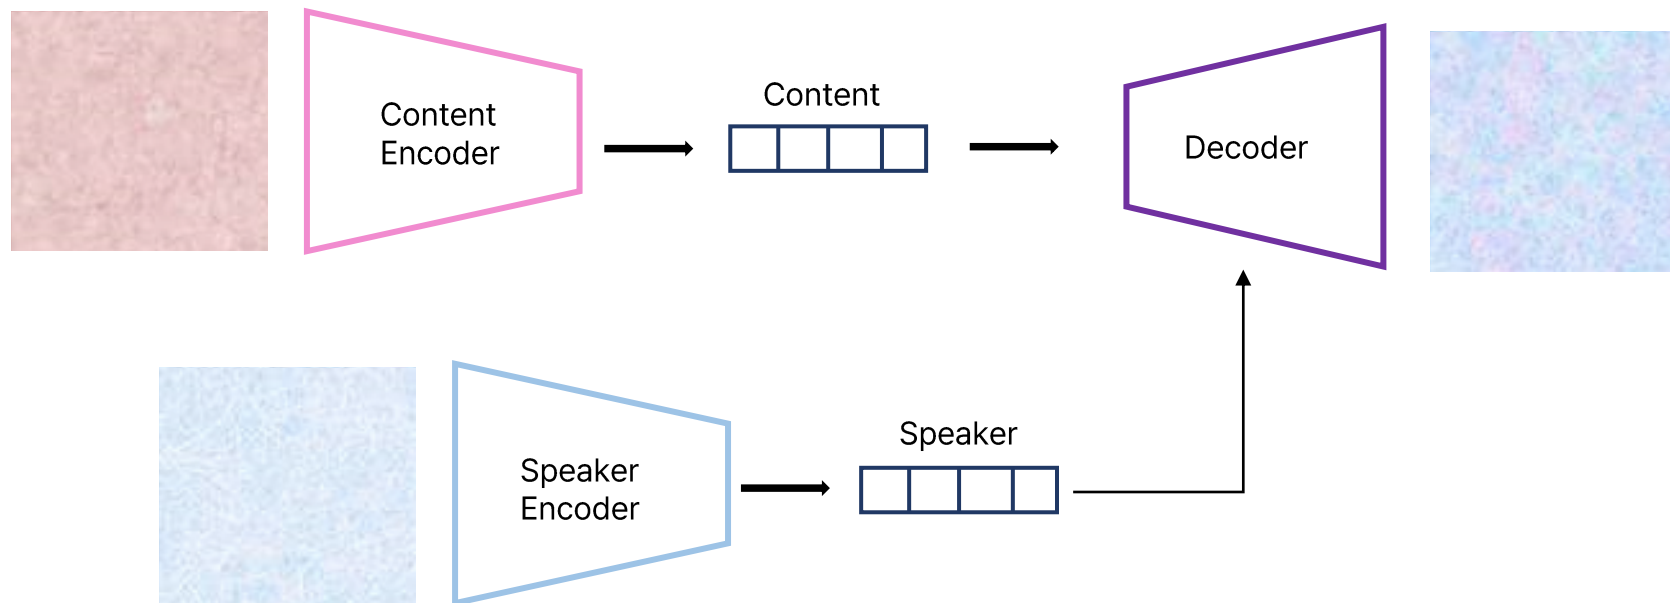 Content
Encoder
Content
Decoder
Speaker
Encoder
Speaker